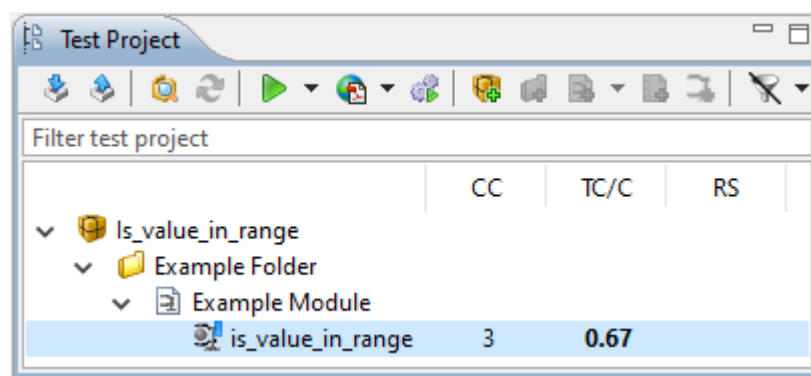 Test Project
Filter test project
CC TC/C RS
Is_value_in_range
Example Folder
Example Module
is_value_in_range 3 0.67